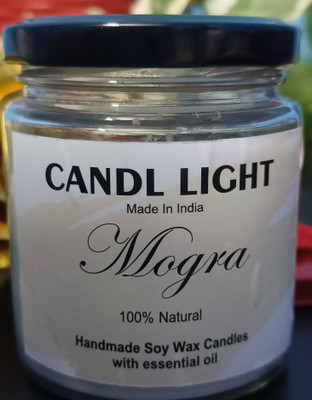 CANDL LIGHT
Made In India
Mogra
100% Natural
Handmade Soy Wax Candles
with essential oil